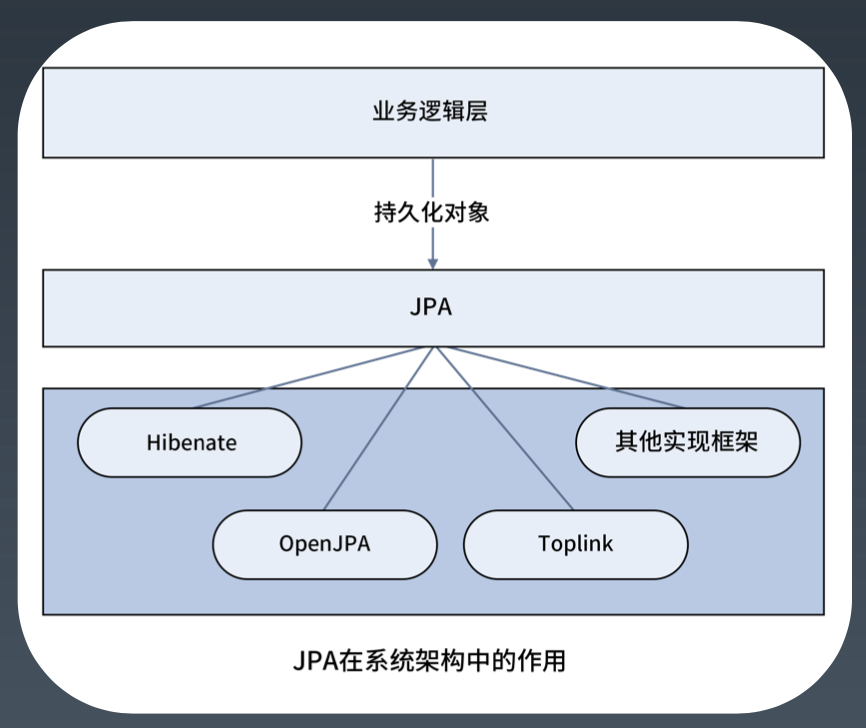 业务逻辑层
持久化对象
JPA
Hibenate
其他实现框架
OpenJPA
Toplink
JPA在系统架构中的作用